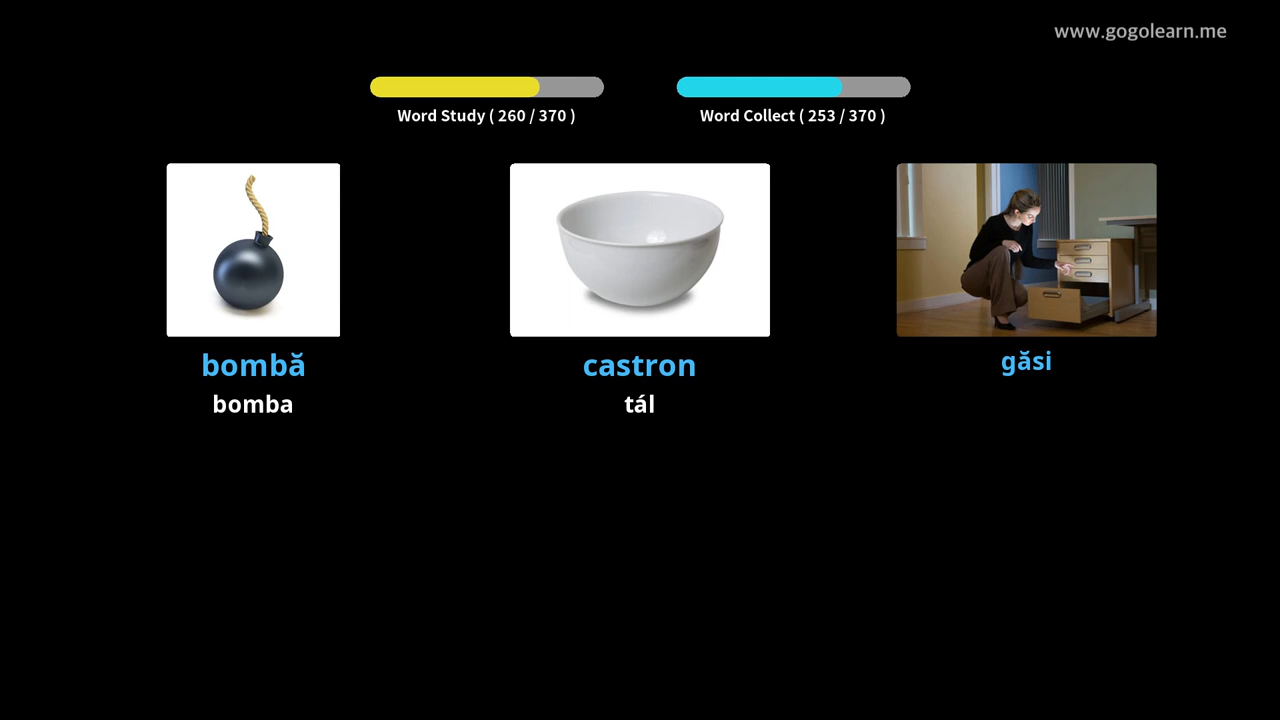 www.gogolearn.me
Word Study ( 260 / 370 )
Word Collect ( 253 / 370 )
bombă
castron
găsi
bomba
tál